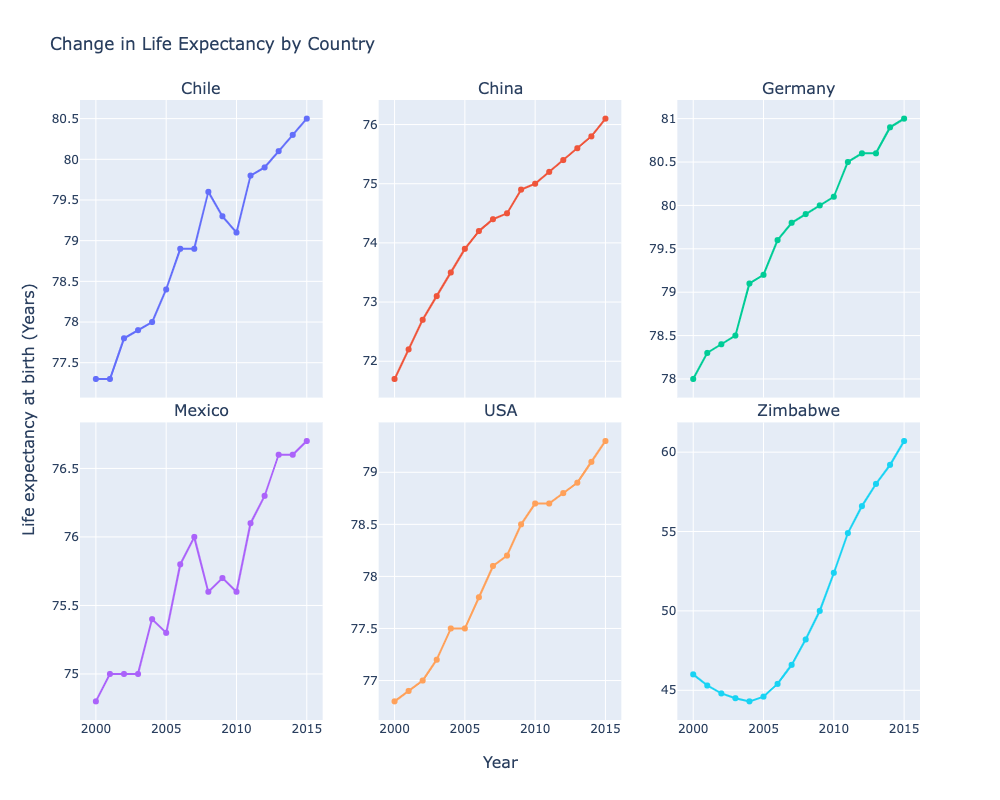 Change in Life Expectancy by Country
Chile
China
Germany
80.5
80
79.5
79
78.5
78
77.5
76
75
74
73
72
81
80.5
80
79.5
79
78.5
78
Life expectancy at birth (Years)
Mexico
USA
Zimbabwe
76.5
76
75.5
75
79
78.5
78
77.5
77
60
55
50
45
2000 2005 2010 2015
2000 2005 2010 2015
2000 2005 2010 2015
Year